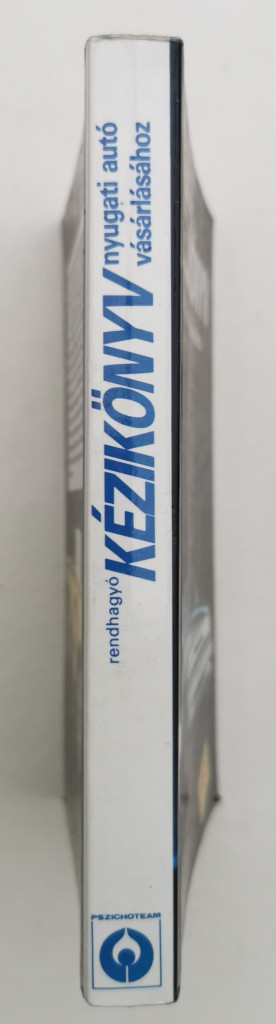 rendhagyó
KÉZIKÖNYV
nyugati autó
vásárlásához
PSZICHOTEAM